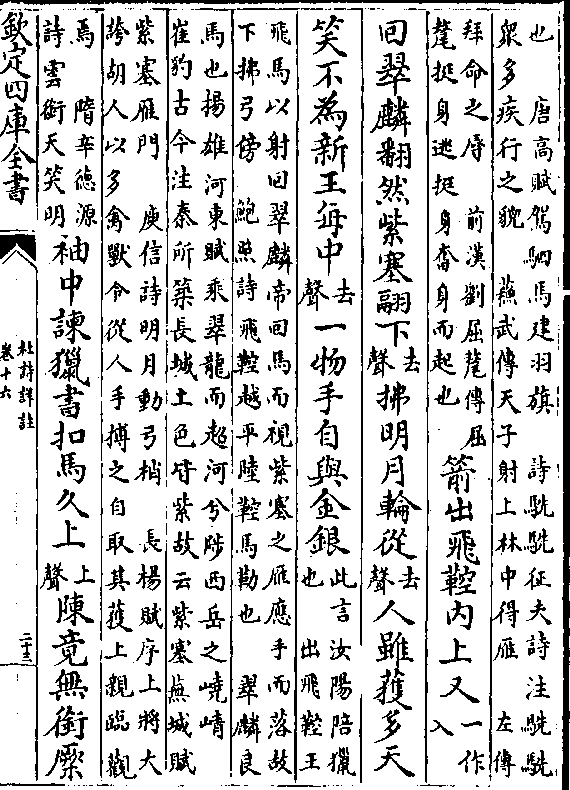 也　唐高賦駕駟馬建羽旗　詩駪駪征夫詩注駪駪
衆多疾行之貌　蘇武傳天子射上林中得雁　左傳
拜命之辱　前漢劉屈氂傳屈
氂挺身逃挺身奮身而起也
箭出飛鞚內上又一作入
回翠麟翻然紫塞翮下去聲拂明月輪從去聲人雖獲多天
笑不為新王每中去聲一物手自與金銀此言汝陽陪獵
也　出飛鞚王
飛馬以射回翠麟帝回馬而視紫塞之雁應手而落故
下拂弓傍　鮑照詩飛鞚越平陸鞚馬勒也　翠麟良
馬也揚雄河東賦乘翠龍而超河兮陟西岳之嶢崝
崔豹古今注秦所築長城土色皆紫故云紫塞蕪城賦
紫塞雁門　庾信詩明月動弓梢　長楊賦序上將大
誇胡人以多禽獸令從人手搏之自取其獲上親臨觀
焉　隋辛德源
詩雲銜天笑明
袖中諫獵書扣馬久上上聲陳竟無銜橛
欽定四庫全書
杜詩詳註
卷十六
二十三